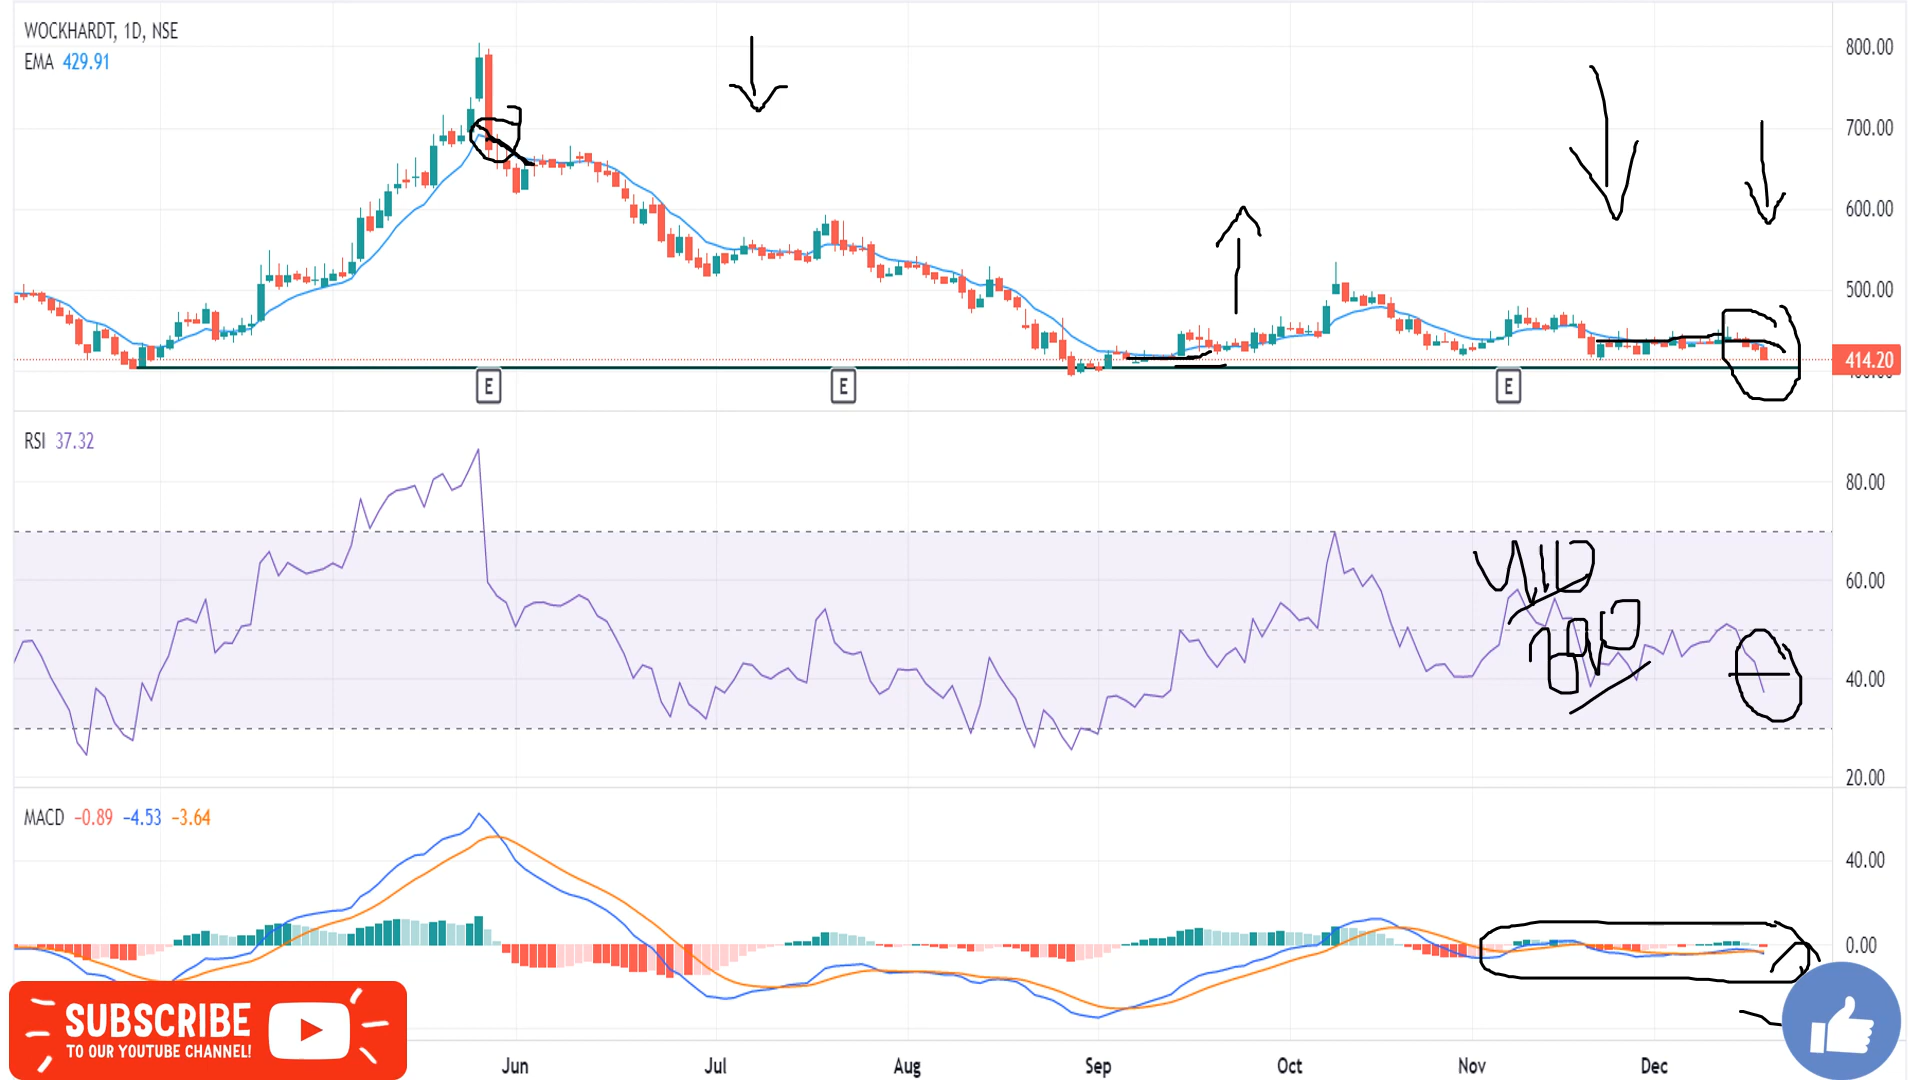 WOCKHARDT, 1D, NSE
EMA 429.91
800.00
700.00
600.00
500.00
414.20
E
E
E
RSI 37.32
80.00
60.00
40.00
20.00
MACD −0.89 −4.53 −3.64
40.00
0.00
SUBSCRIBE
TO OUR YOUTUBE CHANNEL!
Jun Jul Aug Sep Oct Nov Dec